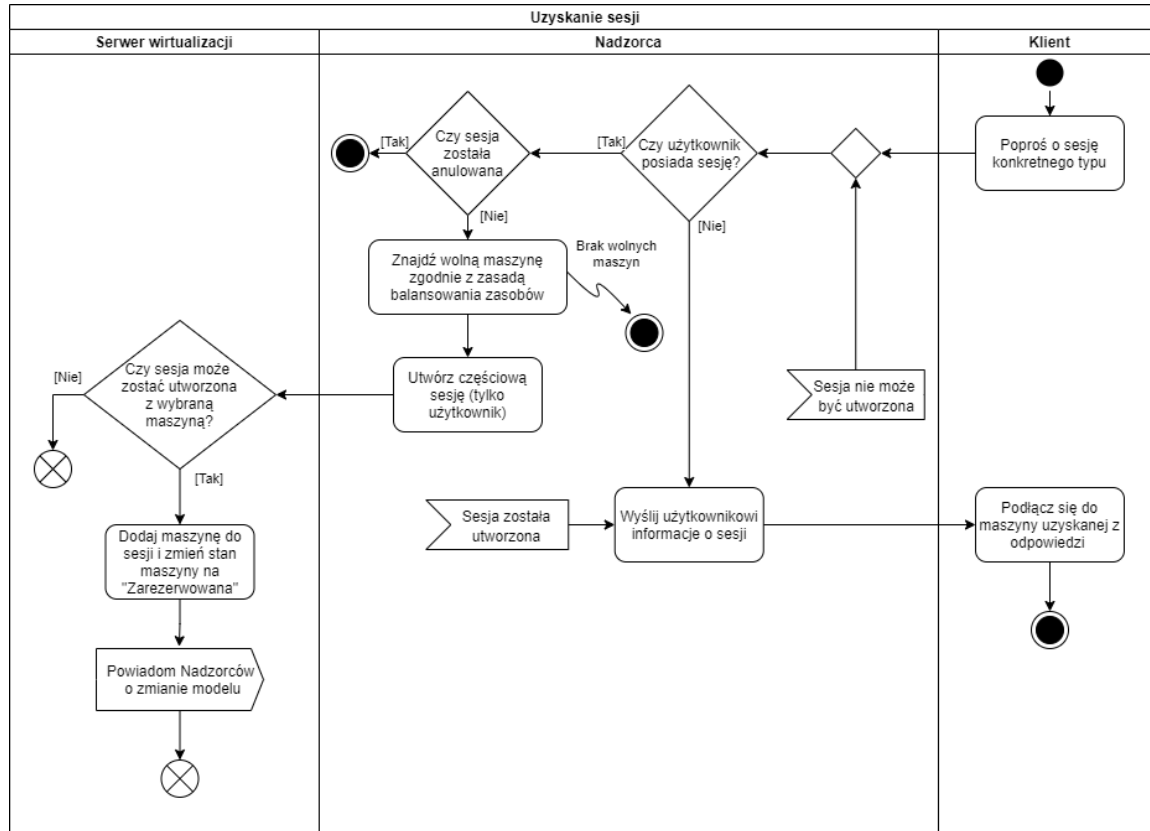 Uzyskanie sesji
Serwer wirtualizacji
Nadzorca
Klient
Poproś o sesję
konkretnego typu
Czy użytkownik
posiada sesję?
[Tak]
[Nie]
Czy sesja
została
anulowana
[Tak]
[Nie]
Znajdź wolną maszynę
zgodnie z zasadą
balansowania zasobów
Brak wolnych
maszyn
Utwórz częściową
sesję (tylko
użytkownik)
Sesja nie może
być utworzona
Czy sesja może
zostać utworzona
z wybraną
maszyną?
[Nie]
[Tak]
Dodaj maszynę do
sesji i zmień stan
maszyny na
"Zarezerwowana"
Powiadom Nadzorców
o zmianie modelu
Sesja została
utworzona
Wyślij użytkownikowi
informacje o sesji
Podłącz się do
maszyny uzyskanej z
odpowiedzi